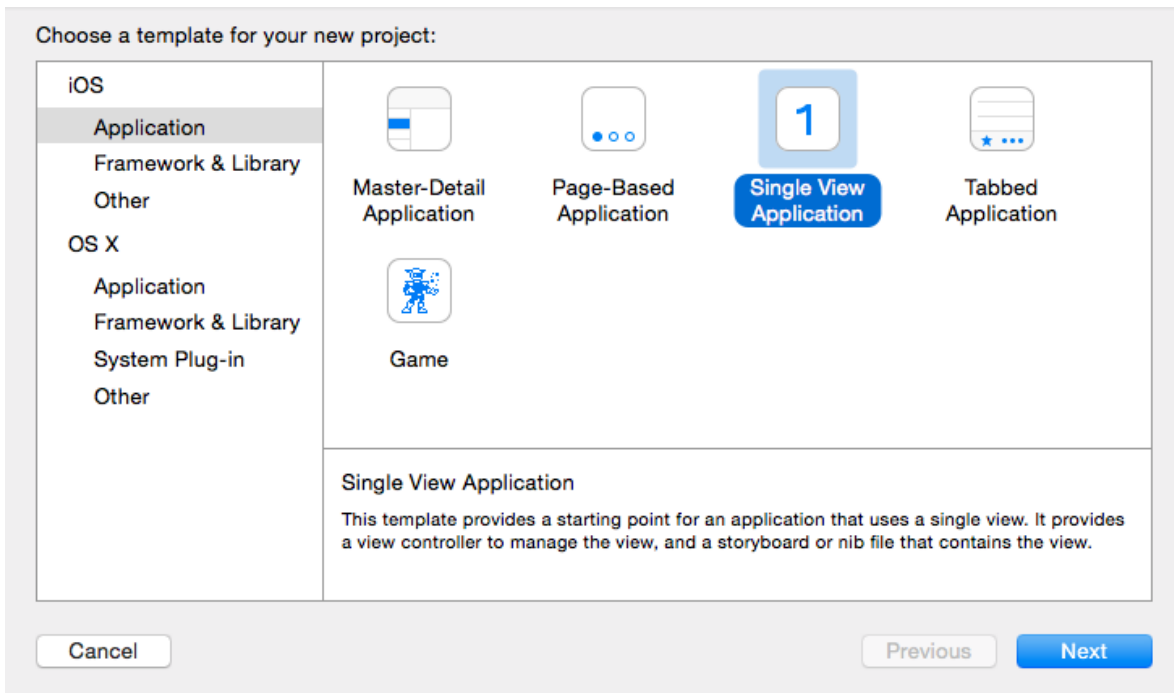 Choose a template for your new project:
iOS
Application
Framework & Library
Other
OS X
Application
Framework & Library
System Plug-in
Other
Master-Detail
Application
Page-Based
Application
1
Single View
Application
Tabbed
Application
Game
Single View Application
This template provides a starting point for an application that uses a single view. It provides
a view controller to manage the view, and a storyboard or nib file that contains the view.
Cancel
Previous
Next